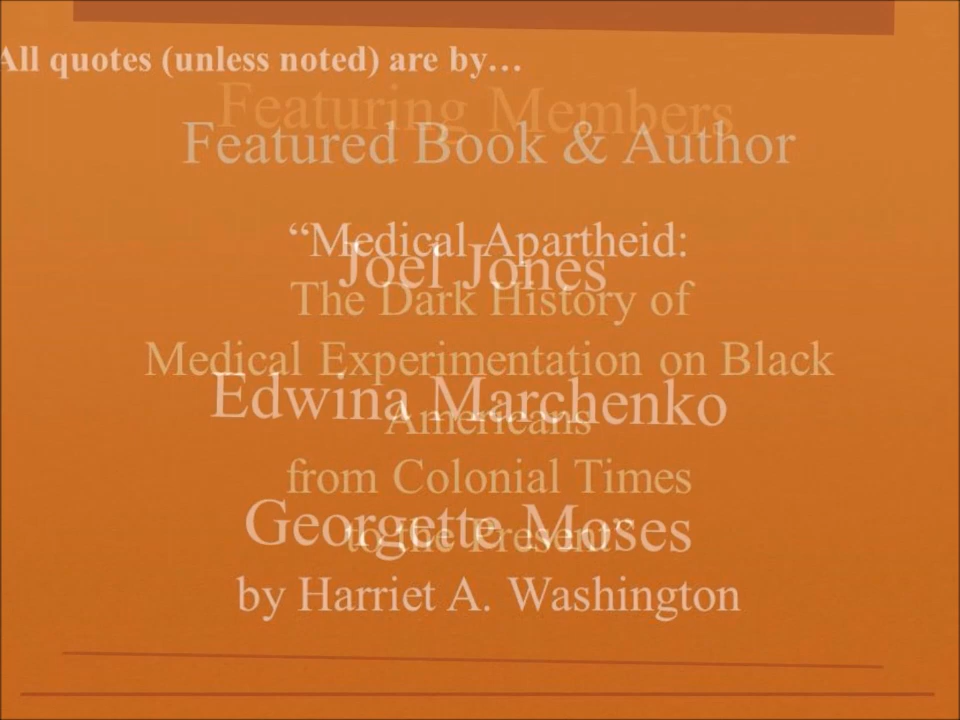 All quotes (unless noted) are by…
Featuring Members
Featured Book & Author
“Medical Apartheid:
Joel Jones
The Dark History of
Medical Experimentation on Black
Edwina Marchenko
Americans
from Colonial Times
Georgette Moses
to the Present”
by Harriet A. Washington